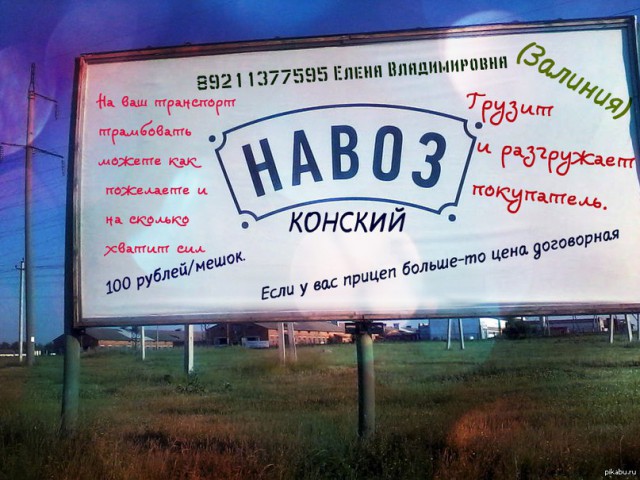 89211377595 Елена Владимировна
(Залиния)
На ваш транспорт
трамбовать
можете как
пожелаете и
на сколько
хватит сил
НАВОЗ
КОНСКИЙ
Грузит
и разгружает
покупатель.
100 рублей/мешок.
Если у вас прицеп больше-то цена договорная
pikabu.ru